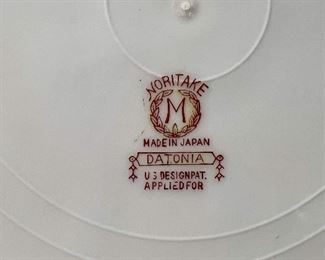 NORITAKE
M
MADE IN JAPAN
DATONIA
U.S DESIGN PAT.
APPLIED FOR